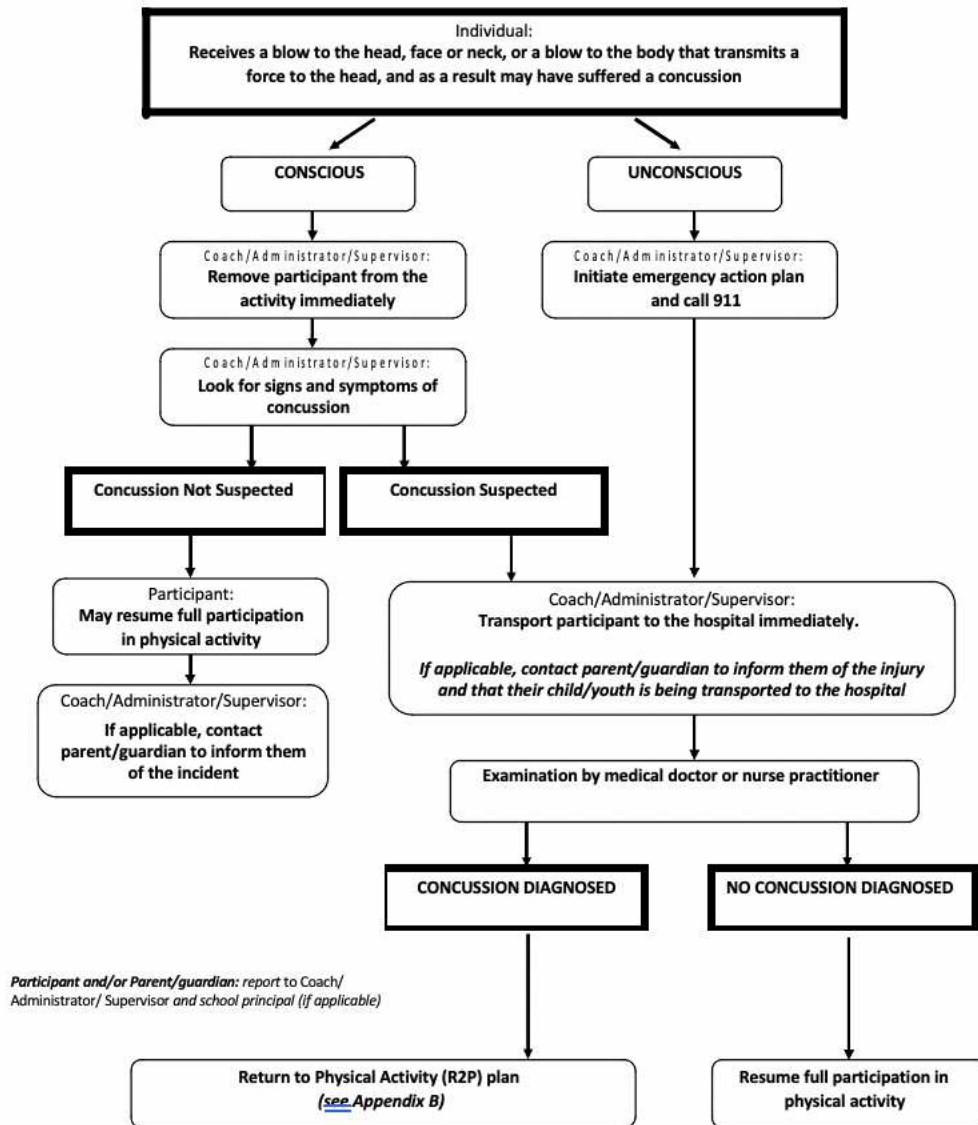 Individual:
Receives a blow to the head, face or neck, or a blow to the body that transmits a
force to the head, and as a result may have suffered a concussion
CONSCIOUS
UNCONSCIOUS
Coach/Administrator/Supervisor:
Remove participant from the
activity immediately
Coach/Administrator/Supervisor:
Initiate emergency action plan
and call 911
Coach/Administrator/Supervisor:
Look for signs and symptoms of
concussion
Concussion Not Suspected
Concussion Suspected
Participant:
May resume full participation
in physical activity
Coach/Administrator/Supervisor:
Transport participant to the hospital immediately.
If applicable, contact parent/guardian to inform them of the injury
and that their child/youth is being transported to the hospital
Coach/Administrator/Supervisor:
If applicable, contact
parent/guardian to inform them
of the incident
Examination by medical doctor or nurse practitioner
CONCUSSION DIAGNOSED
NO CONCUSSION DIAGNOSED
Participant and/or Parent/guardian: report to Coach/
Administrator/ Supervisor and school principal (if applicable)
Return to Physical Activity (R2P) plan
(see Appendix B)
Resume full participation in
physical activity